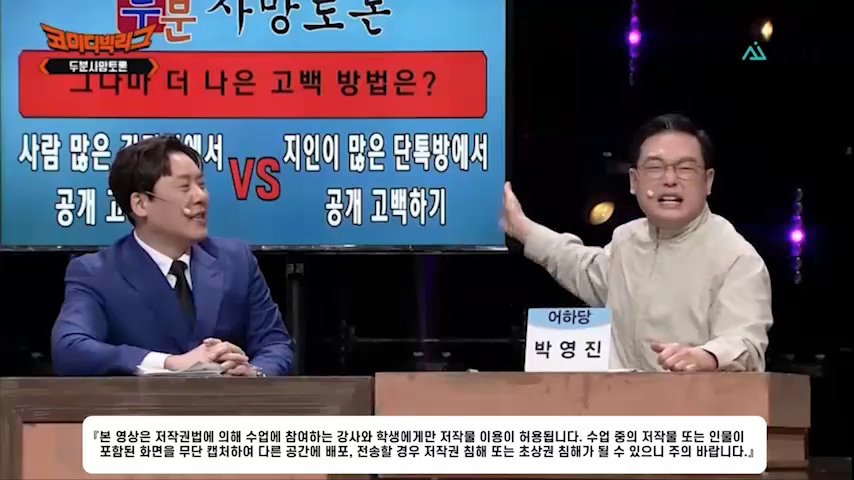 두분 사망토론
코미디빅리그
두분사망토론
그나마 더 나은 고백 방법은?
사람 많은
에서
공개 고
VS
지인이 많은 단톡방에서
공개 고백하기
어하당
박영진
『본 영상은 저작권법에 의해 수업에 참여하는 강사와 학생에게만 저작물 이용이 허용됩니다. 수업 중의 저작물 또는 인물이
포함된 화면을 무단 캡처하여 다른 공간에 배포, 전송할 경우 저작권 침해 또는 초상권 침해가 될 수 있으니 주의 바랍니다.』